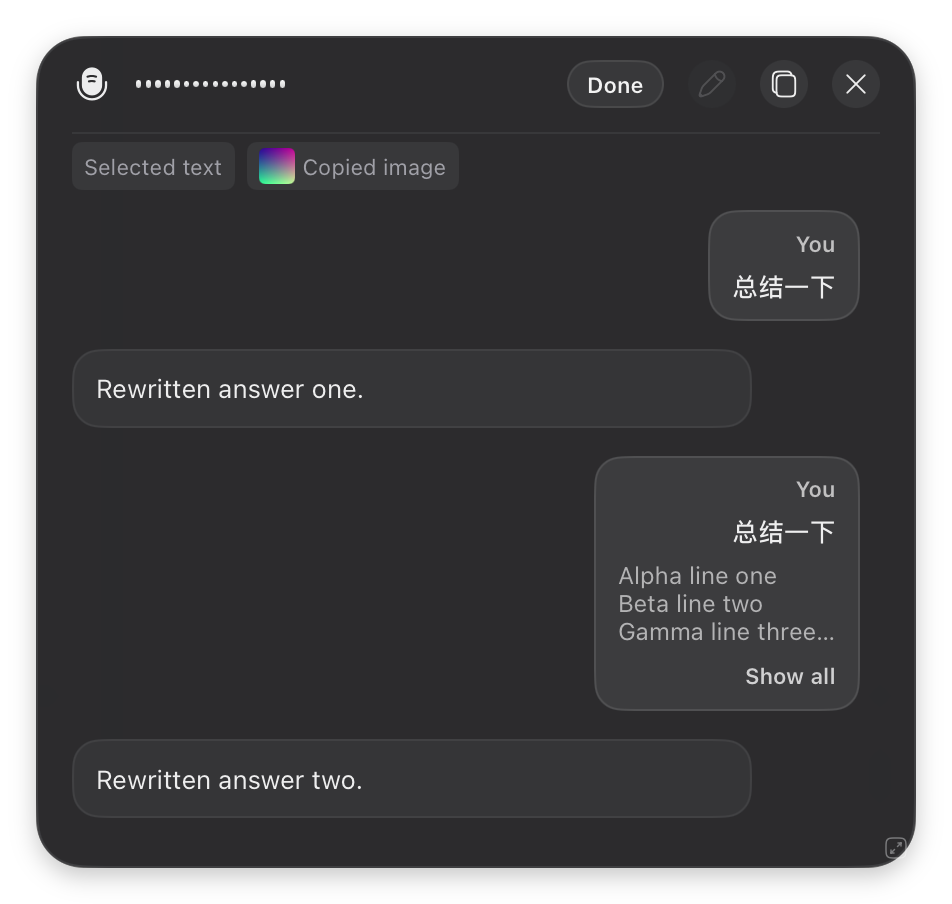 Done
Selected text
Copied image
You
总结一下
Rewritten answer one.
You
总结一下
Alpha line one
Beta line two
Gamma line three...
Show all
Rewritten answer two.